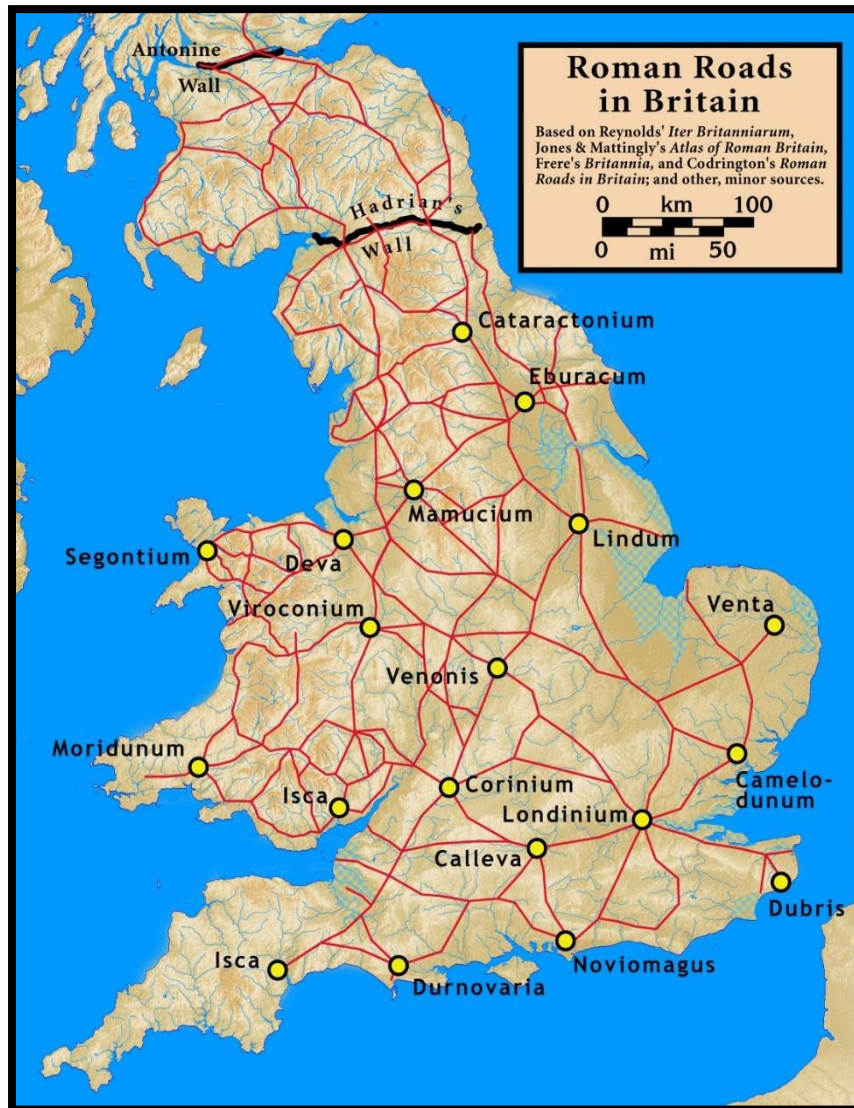 Antonine
Wall
Roman Roads
in Britain
Based on Reynolds' Iter Britanniarum,
Jones & Mattingly's Atlas of Roman Britain,
Frere's Britannia, and Codrington's Roman
Roads in Britain; and other, minor sources.
0 km 100
0 mi 50
Hadrian's
Wall
Cataractonium
Eburacum
Mamucium
Lindum
Segontium
Deva
Viroconium
Venta
Venonis
Moridunum
Isca
Corinium
Camelo-
dunum
Londinium
Calleva
Dubris
Isca
Noviomagus
Durnovaria